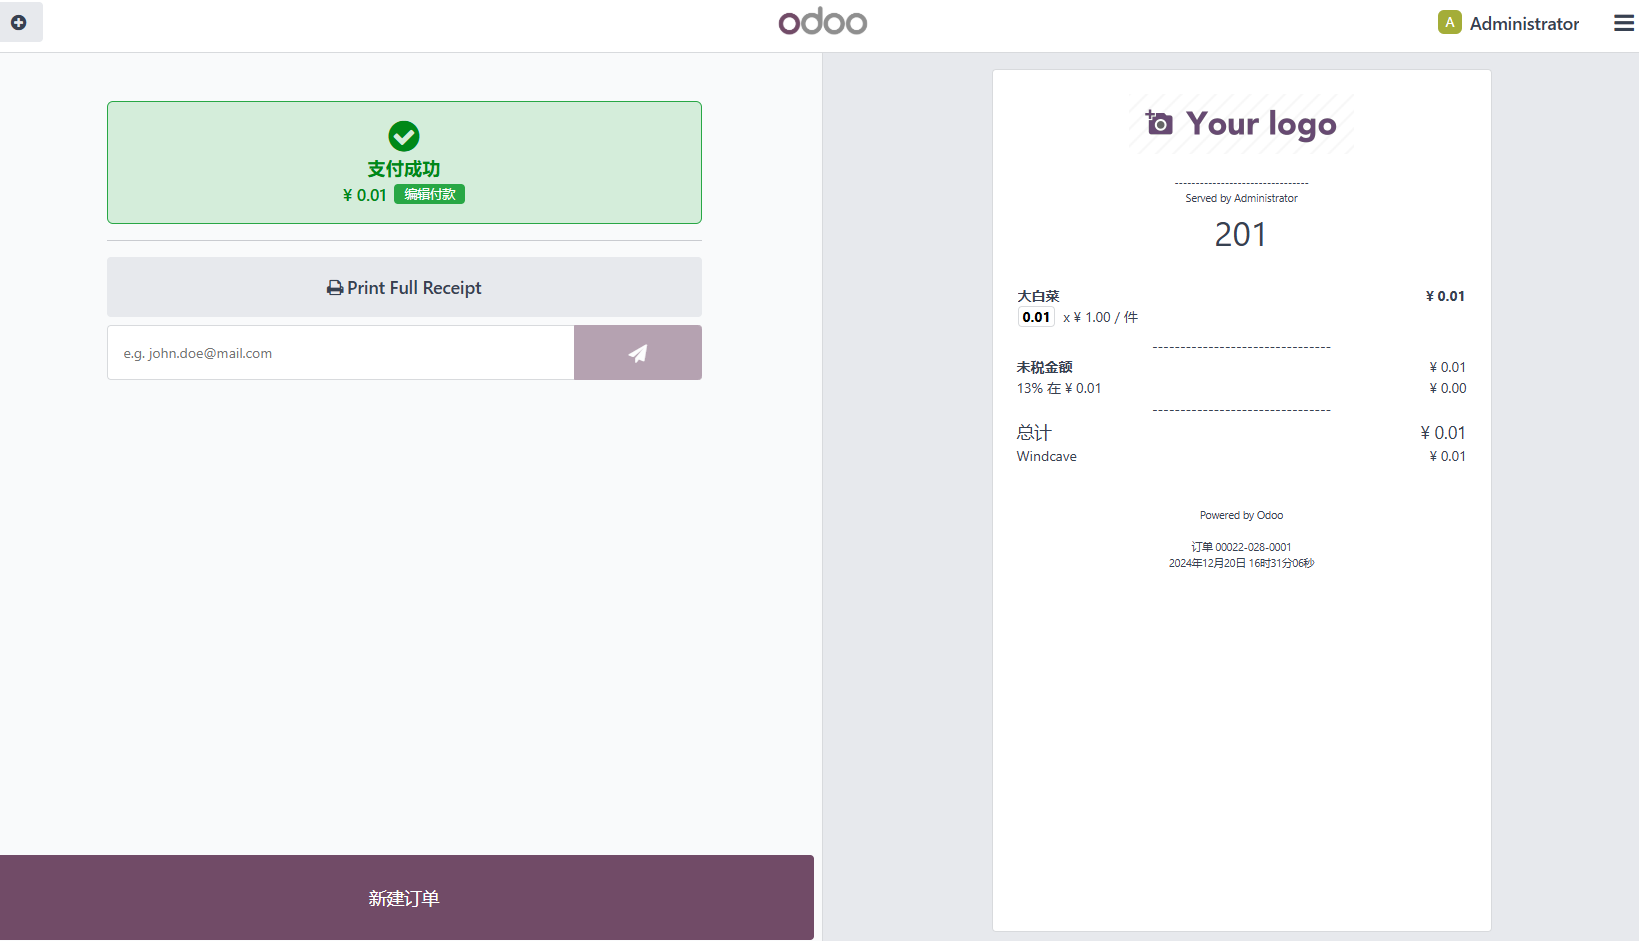 odoo
A Administrator
支付成功
¥ 0.01 编辑付款
Print Full Receipt
e.g. john.doe@mail.com
新建订单
Your logo
--------------------------------
Served by Administrator
201
大白菜 ¥ 0.01
0.01 x ¥ 1.00 / 件
--------------------------------
未税金额 ¥ 0.01
13% 在 ¥ 0.01 ¥ 0.00
--------------------------------
总计 ¥ 0.01
Windcave ¥ 0.01
Powered by Odoo
订单 00022-028-0001
2024年12月20日 16时31分06秒